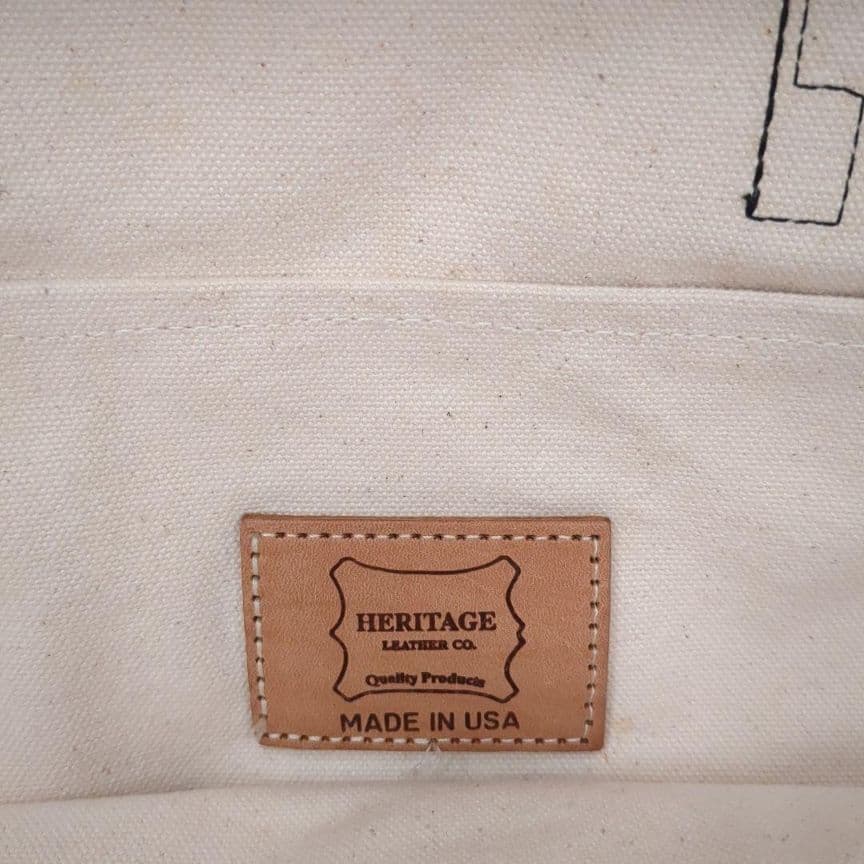 HERITAGE
LEATHER CO.
Quality Products
MADE IN USA